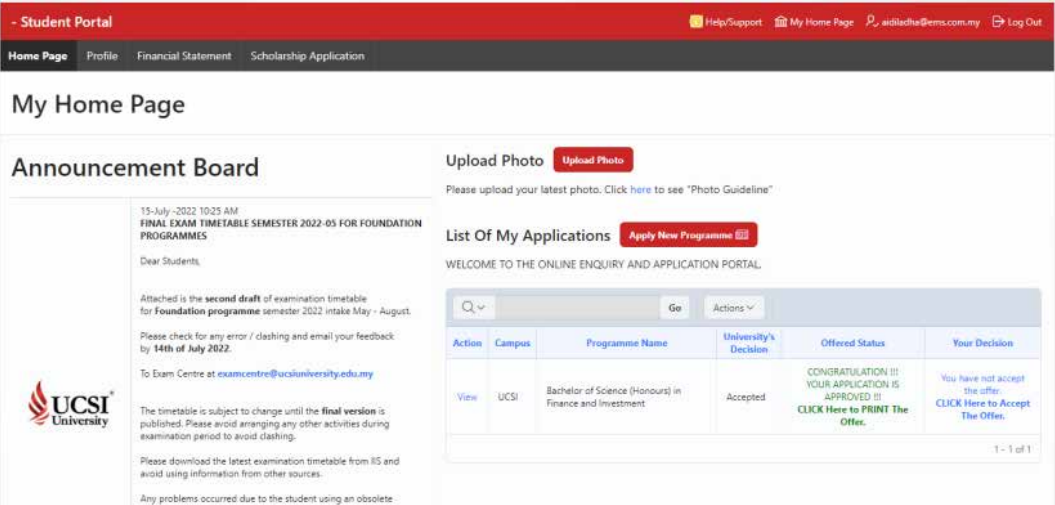 - Student Portal
Help/Support
My Home Page
aidiladha@ems.com.my
Log Out
Home Page
Profile
Financial Statement
Scholarship Application
My Home Page
Announcement Board
UCSI
University
15-July -2022 10:25 AM
FINAL EXAM TIMETABLE SEMESTER 2022-05 FOR FOUNDATION
PROGRAMMES
Dear Students,
Attached is the second draft of examination timetable
for Foundation programme semester 2022 intake May - August.
Please check for any error / clashing and email your feedback
by 14th of July 2022.
To Exam Centre at examcentre@ucsiuniversity.edu.my
The timetable is subject to change until the final version is
published. Please avoid arranging any other activities during
examination period to avoid clashing.
Please download the latest examination timetable from IIS and
avoid using information from other sources.
Any problems occurred due to the student using an obsolete
Upload Photo
Upload Photo
Please upload your latest photo. Click here to see "Photo Guideline"
List Of My Applications
Apply New Programme
WELCOME TO THE ONLINE ENQUIRY AND APPLICATION PORTAL.
Go
Actions
Action
Campus
Programme Name
University's
Decision
Offered Status
Your Decision
View
UCSI
Bachelor of Science (Honours) in
Finance and Investment
Accepted
CONGRATULATION !!!
YOUR APPLICATION IS
APPROVED !!!
CLICK Here to PRINT The
Offer.
You have not accept
the offer.
CLICK Here to Accept
The Offer.
1 - 1 of 1